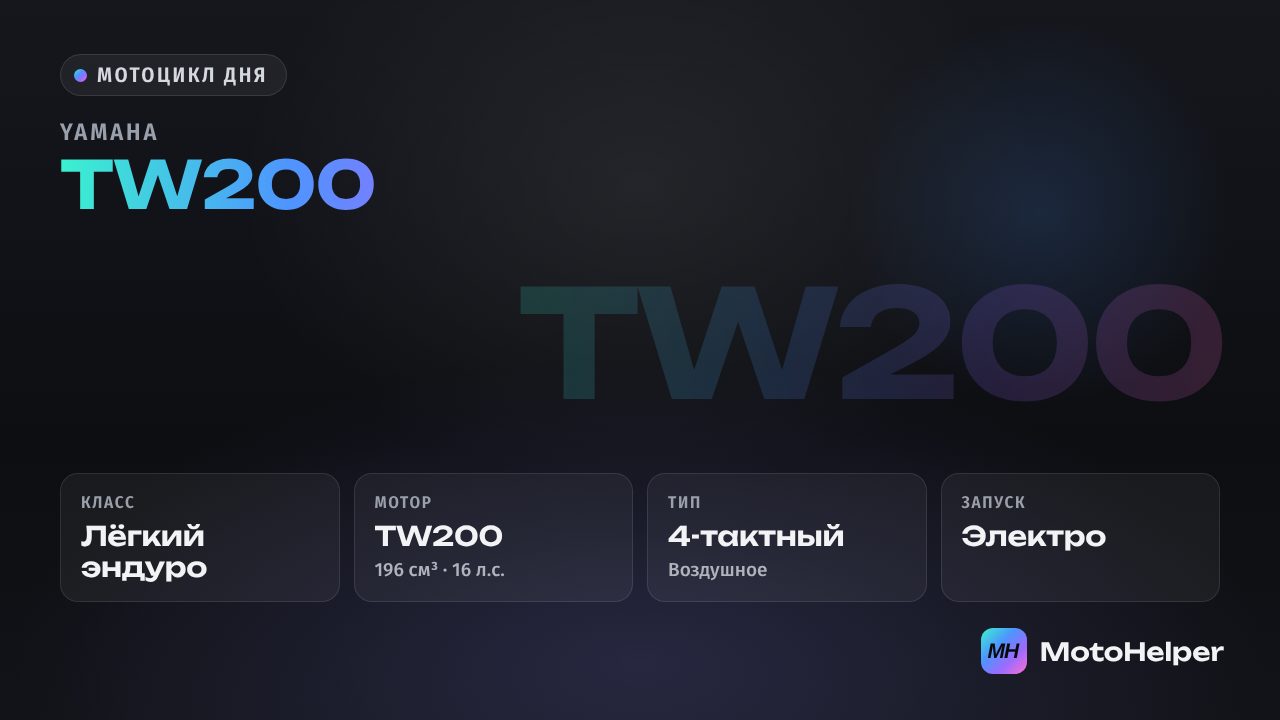 МОТОЦИКЛ ДНЯ
YAMAHA
TW200
TW200
КЛАСС
Лёгкий
эндуро
МОТОР
TW200
196 см³ · 16 л.с.
ТИП
4-тактный
Воздушное
ЗАПУСК
Электро
MH MotoHelper